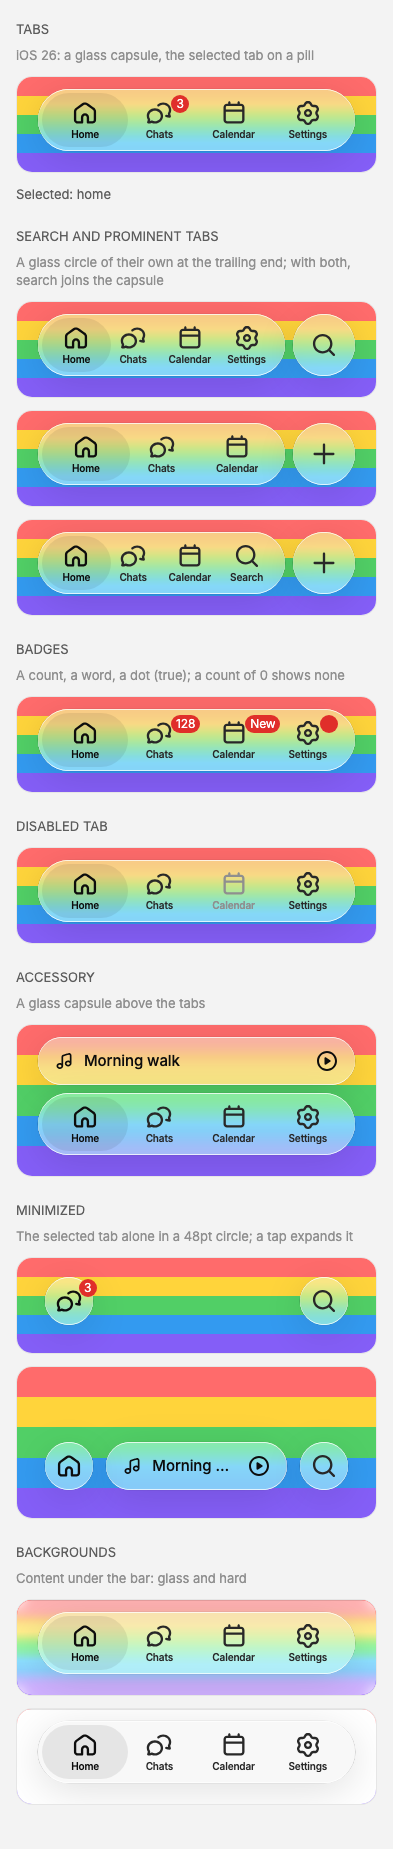 TABS
iOS 26: a glass capsule, the selected tab on a pill
3
Home Chats Calendar Settings
Selected: home
SEARCH AND PROMINENT TABS
A glass circle of their own at the trailing end; with both,
search joins the capsule
Home Chats Calendar Settings
Home Chats Calendar
Home Chats Calendar Search
BADGES
A count, a word, a dot (true); a count of 0 shows none
128 New
Home Chats Calendar Settings
DISABLED TAB
Home Chats Calendar Settings
ACCESSORY
A glass capsule above the tabs
Morning walk
Home Chats Calendar Settings
MINIMIZED
The selected tab alone in a 48pt circle; a tap expands it
3
Morning ...
BACKGROUNDS
Content under the bar: glass and hard
Home Chats Calendar Settings
Home Chats Calendar Settings